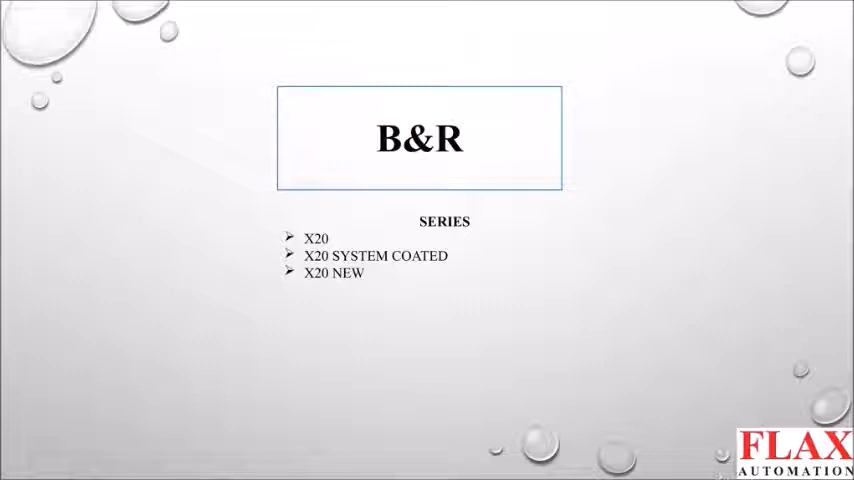 B&R
SERIES
X20
X20 SYSTEM COATED
X20 NEW
FLAX
AUTOMATION